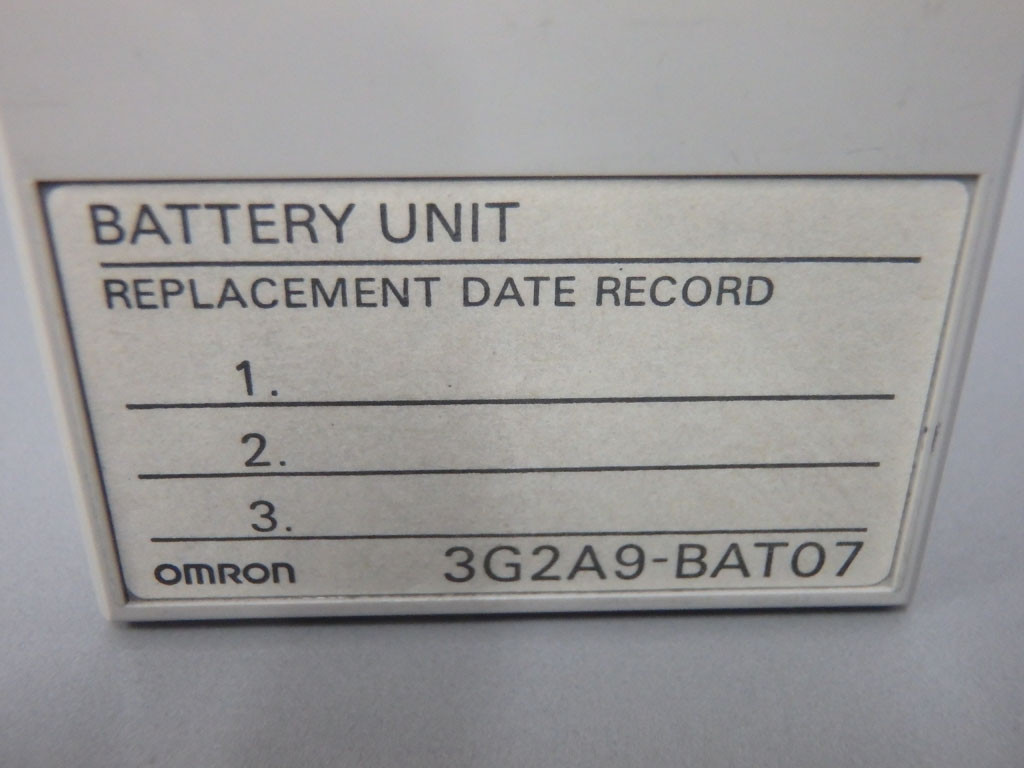 BATTERY UNIT
REPLACEMENT DATE RECORD
1.
2.
3.
OMRON 3G2A9-BAT07